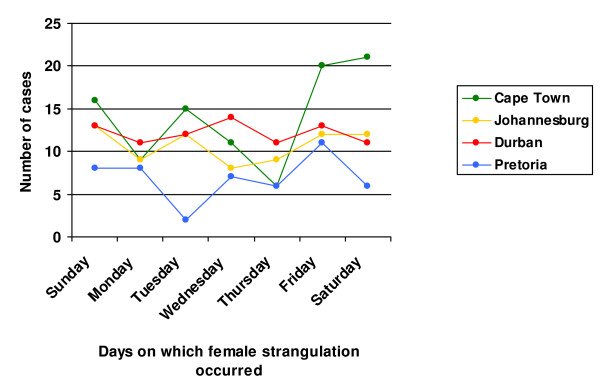 25
20
15
10
5
0
Number of cases
Sunday
Monday
Tuesday
Wednesday
Thursday
Friday
Saturday
Days on which female strangulation
occurred
Cape Town
Johannesburg
Durban
Pretoria